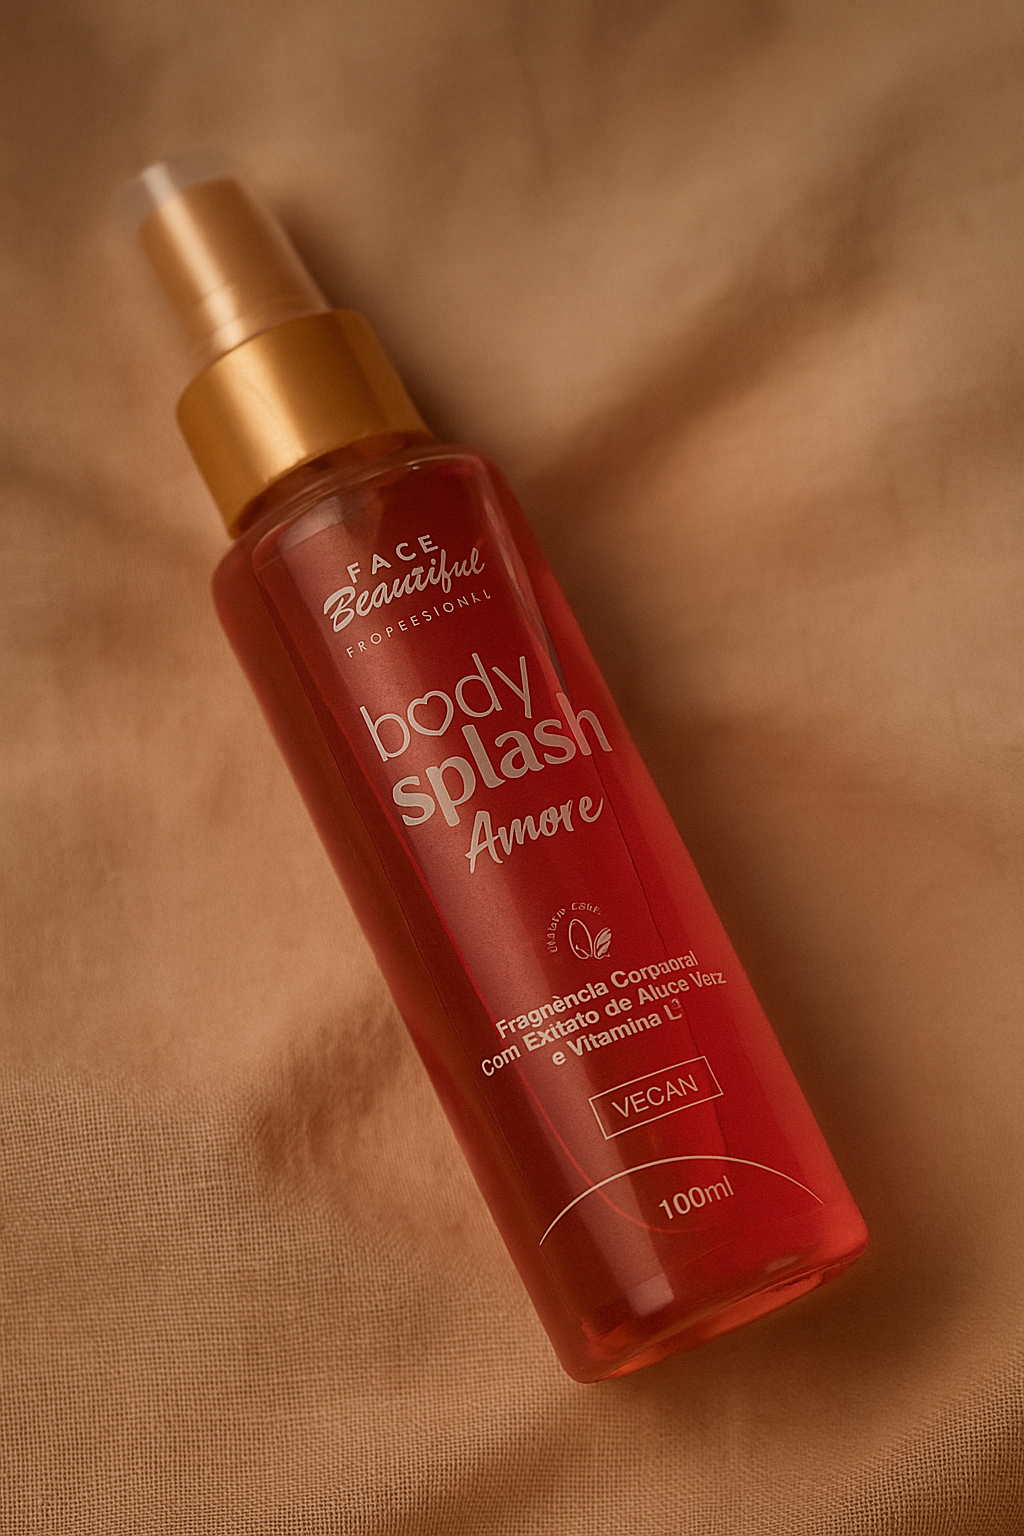 FACE
Beautiful
FROPEESIONAL
body
splash
Amore
Fragnència Corpaoral
com Exitato de Aluce Verz
e Vitamina
VECAN
100ml